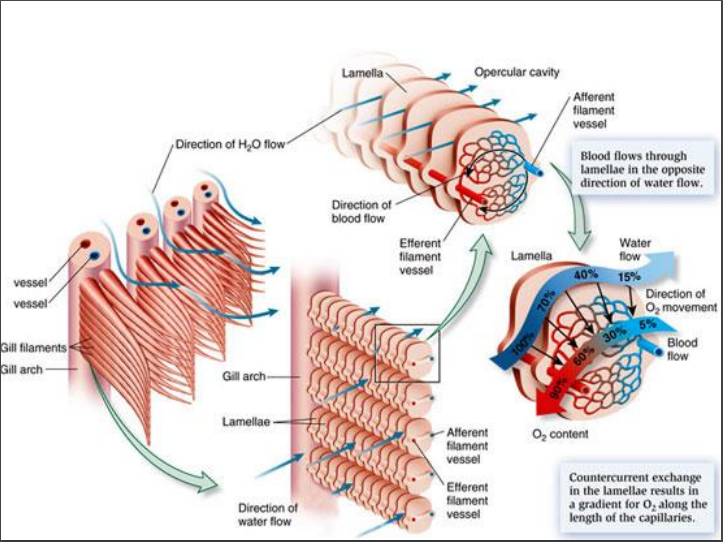 Lamella
Opercular cavity
Afferent
filament
vessel
Direction of H₂O flow
Blood flows through
lamellae in the opposite
direction of water flow.
Direction of
blood flow
Efferent
filament
vessel
vessel
vessel
Gill filaments
Gill arch
Gill arch
Lamellae
Direction of
water flow
Afferent
filament
vessel
Efferent
filament
vessel
Lamella
Water
flow
100%
70%
40%
15%
Direction of
O₂ movement
90%
60%
30%
5%
Blood
flow
O₂ content
Countercurrent exchange
in the lamellae results in
a gradient for O₂ along the
length of the capillaries.